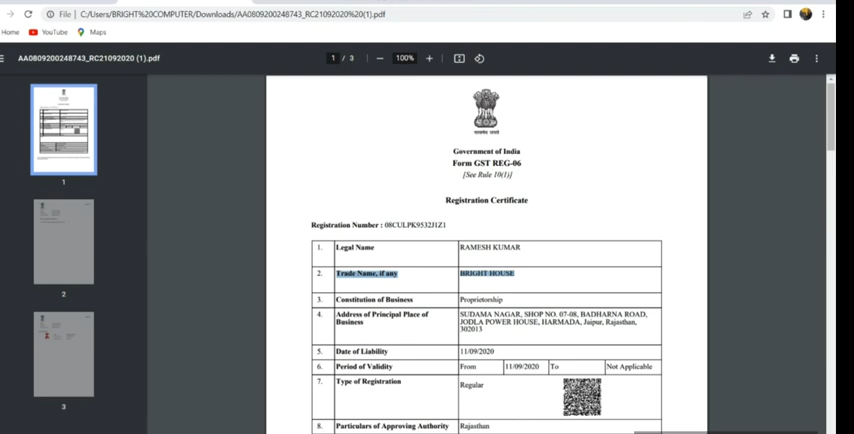 File | C:/Users/BRIGHT%20COMPUTER/Downloads/AA0809200248743_RC21092020%20(1).pdf
Home YouTube Maps
AA0809200248743_RC21092020 (1).pdf 1 / 3 100%
1
2
3
सत्यमेव जयते
Government of India
Form GST REG-06
[See Rule 10(1)]
Registration Certificate
Registration Number : 08CULPK9532J1Z1
1. Legal Name RAMESH KUMAR
2. Trade Name, if any BRIGHT HOUSE
3. Constitution of Business Proprietorship
4. Address of Principal Place of Business SUDAMA NAGAR, SHOP NO. 07-08, BADHARNA ROAD, JODLA POWER HOUSE, HARMADA, Jaipur, Rajasthan, 302013
5. Date of Liability 11/09/2020
6. Period of Validity From 11/09/2020 To Not Applicable
7. Type of Registration Regular
8. Particulars of Approving Authority Rajasthan